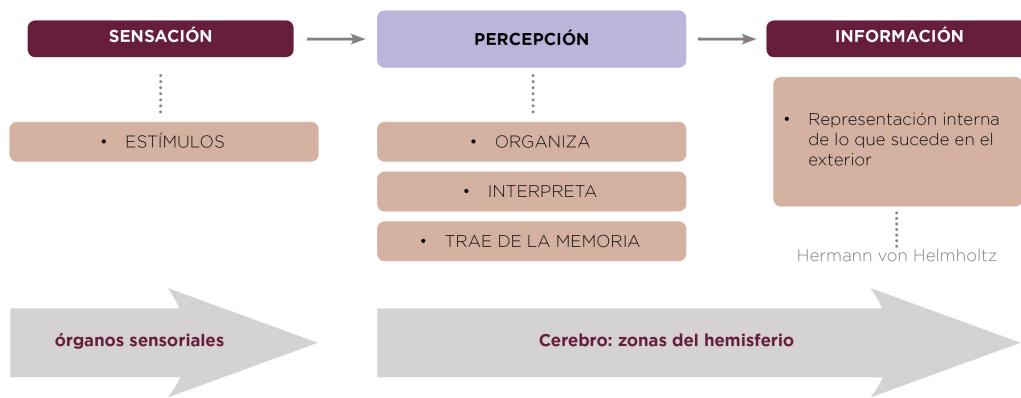 SENSACIÓN
PERCEPCIÓN
INFORMACIÓN
• ESTÍMULOS
• ORGANIZA
• INTERPRETA
• TRAE DE LA MEMORIA
• Representación interna
de lo que sucede en el
exterior
Hermann von Helmholtz
órganos sensoriales
Cerebro: zonas del hemisferio